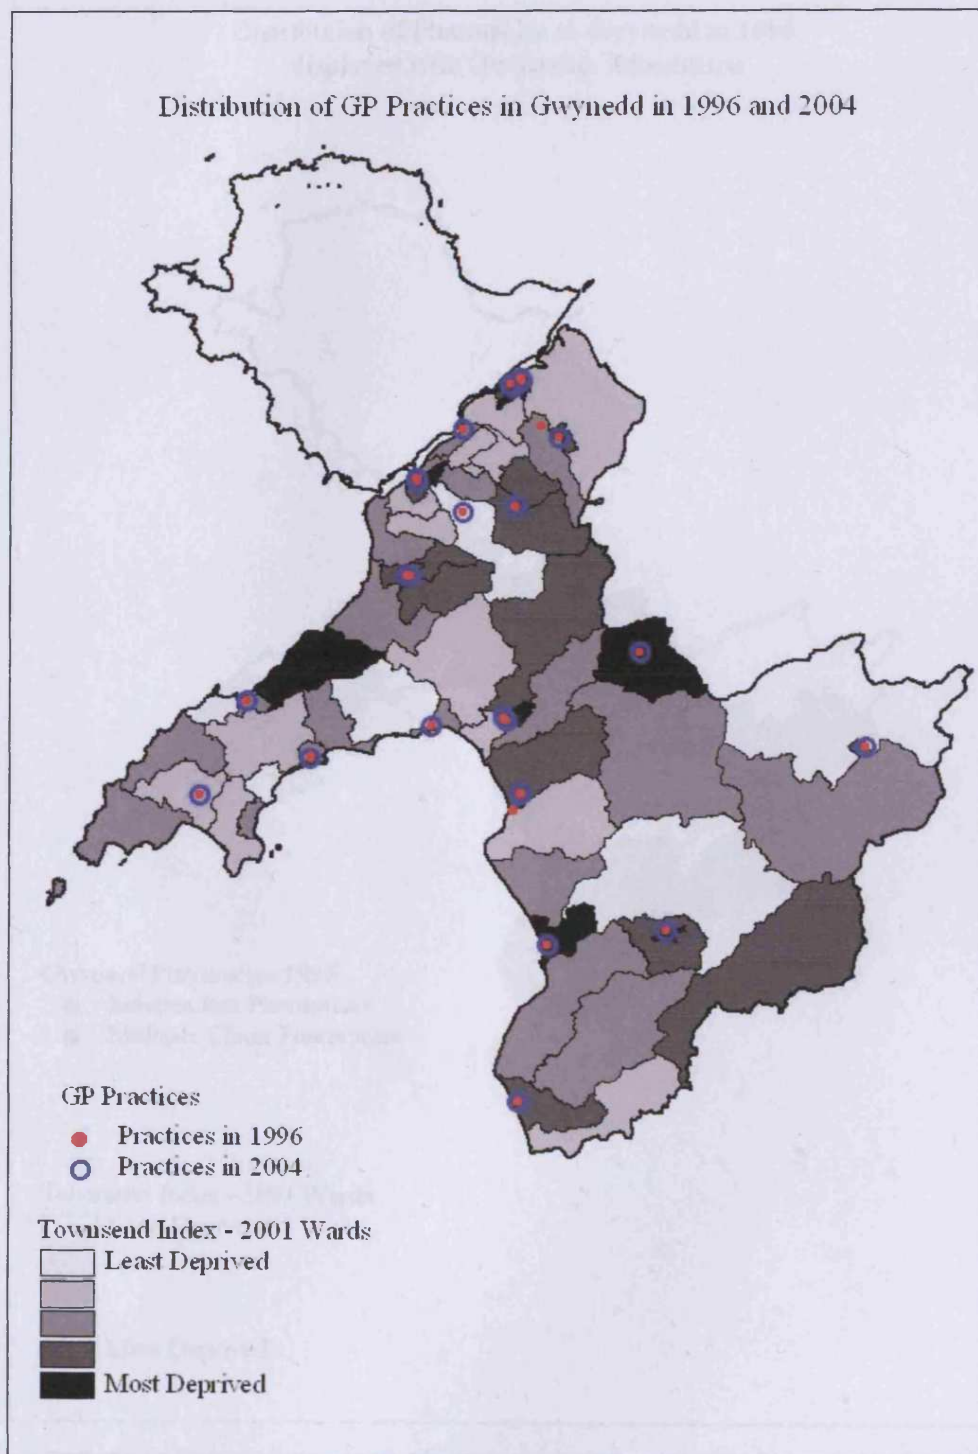 Distribution of GP Practices in Gwynedd in 1996 and 2004
GP Practices
Practices in 1996
Practices in 2004
Townsend Index - 2001 Wards
Least Deprived
Most Deprived